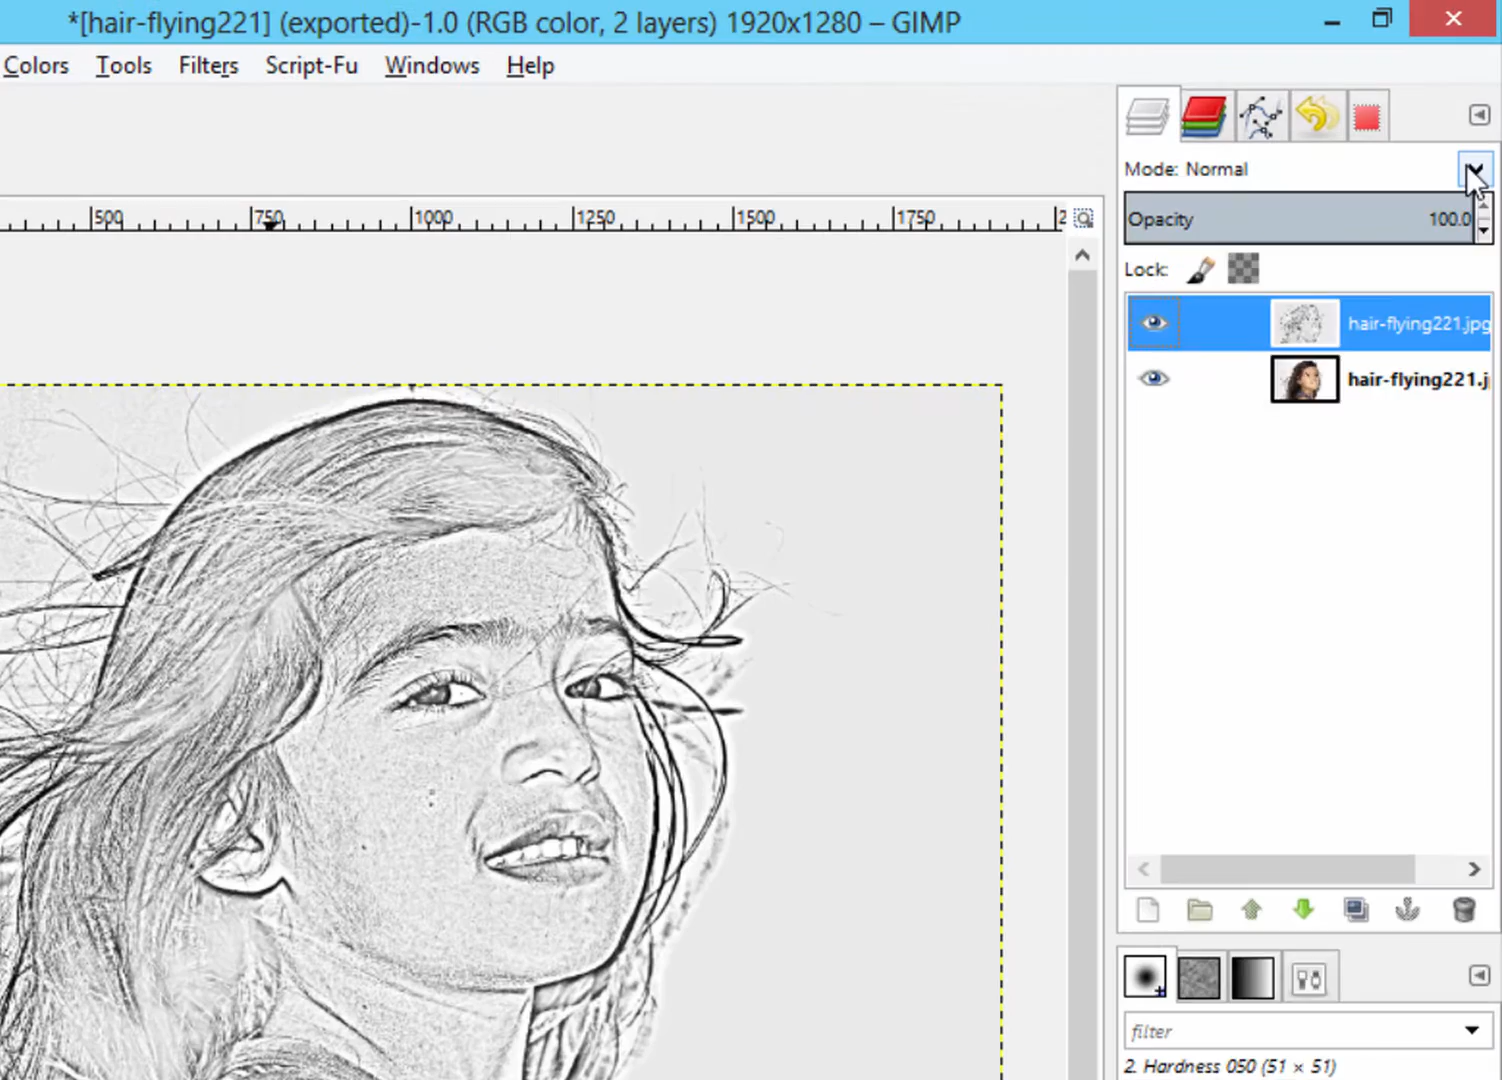 *[hair-flying221] (exported)-1.0 (RGB color, 2 layers) 1920x1280 – GIMP
Colors Tools Filters Script-Fu Windows Help
Mode: Normal
500 750 1000 1250 1500 1750 2
Opacity 100.0
Lock:
hair-flying221.jpg
hair-flying221.j
filter
2. Hardness 050 (51 × 51)